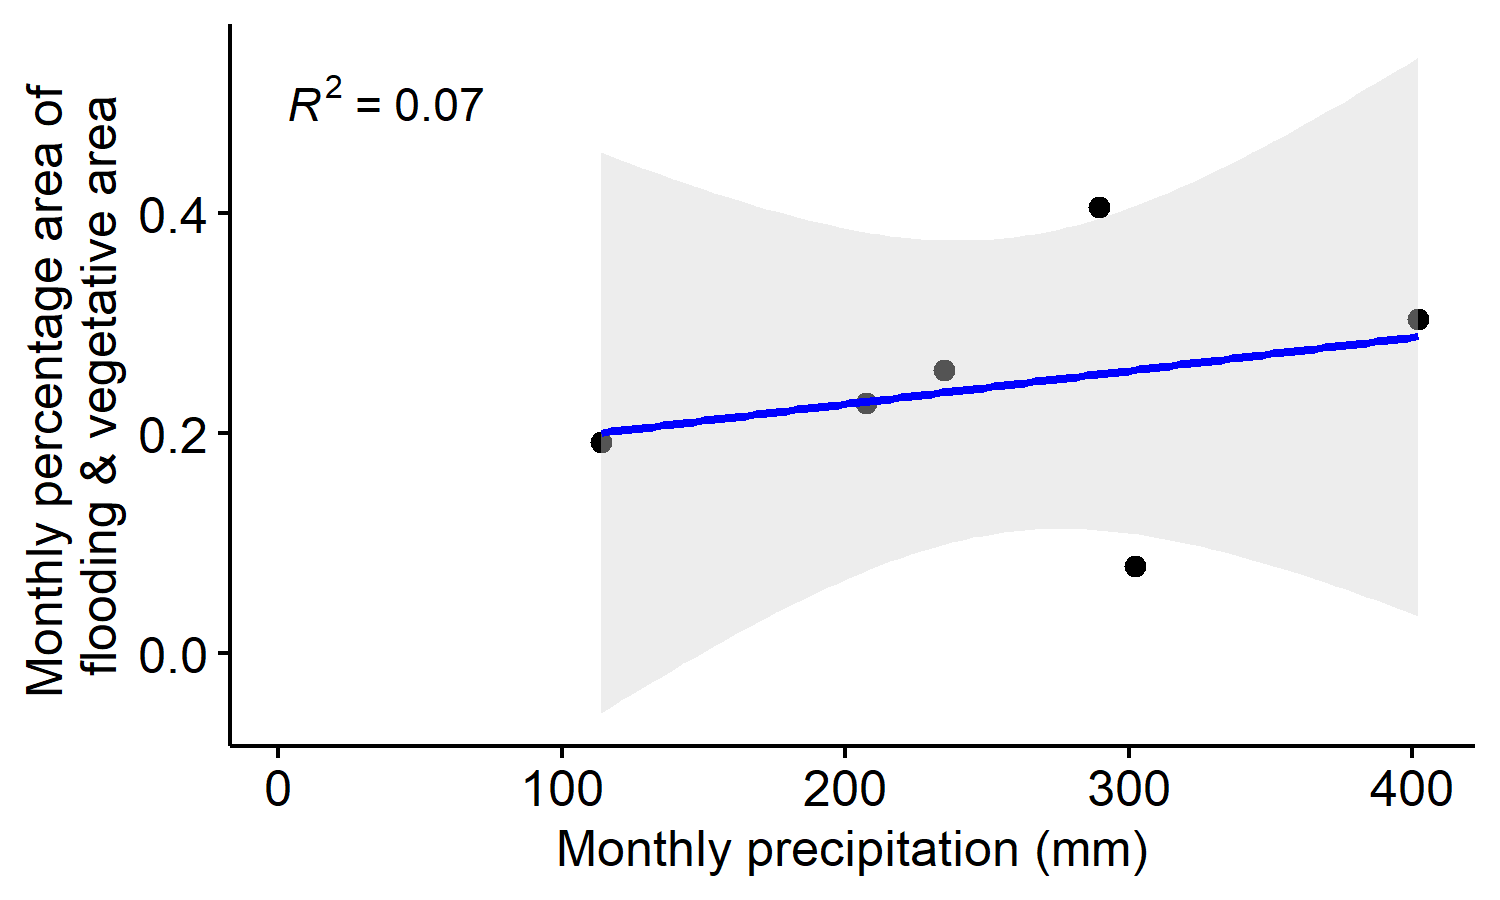 Monthly percentage area of
flooding & vegetative area
R² = 0.07
0.4
0.2
0.0
0 100 200 300 400
Monthly precipitation (mm)